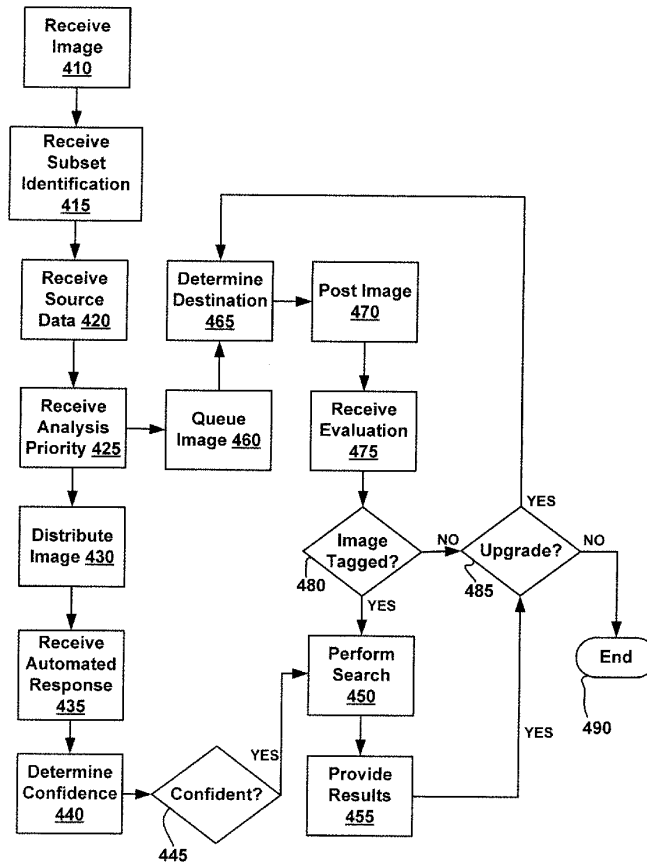 Receive
Image
410
Receive
Subset
Identification
415
Receive
Source
Data 420
Receive
Analysis
Priority 425
Distribute
Image 430
Receive
Automated
Response
435
Determine
Confidence
440
Confident?
445
YES
Queue
Image 460
Determine
Destination
465
Post Image
470
Receive
Evaluation
475
Image
Tagged?
480
NO
YES
Perform
Search
450
Provide
Results
455
YES
Upgrade?
485
YES
NO
End
490